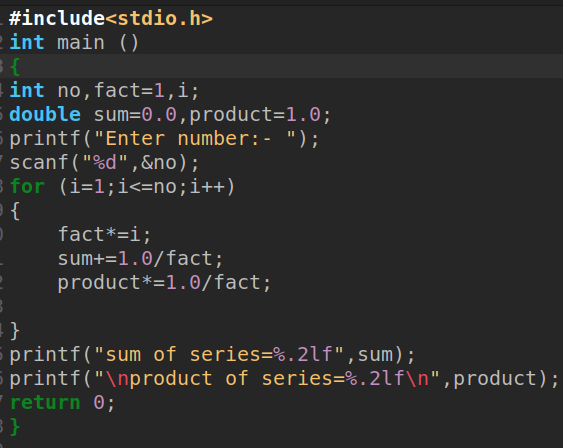 #include<stdio.h>
int main ()
{
int no,fact=1,i;
double sum=0.0,product=1.0;
printf("Enter number:- ");
scanf("%d",&no);
for (i=1;i<=no;i++)
{
    fact*=i;
    sum+=1.0/fact;
    product*=1.0/fact;

}
printf("sum of series=%.2lf",sum);
printf("\nproduct of series=%.2lf\n",product);
return 0;
}